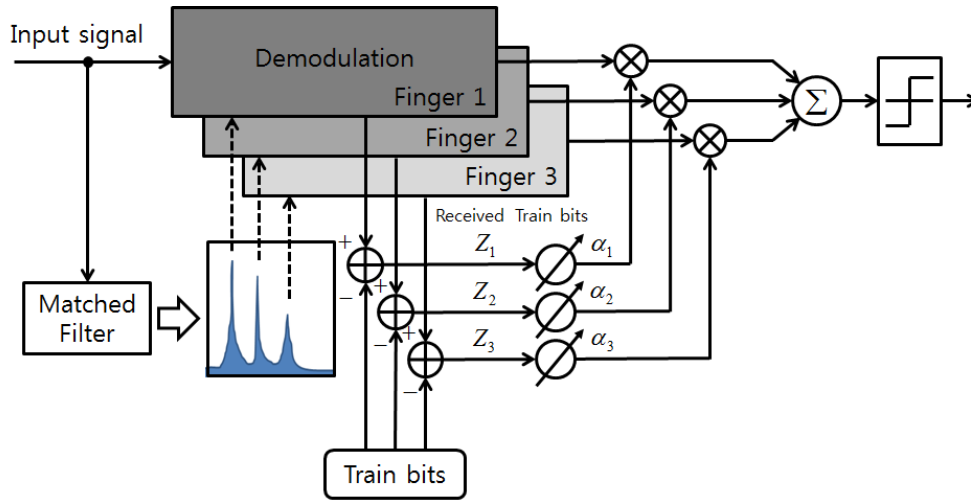 Input signal
Demodulation
Finger 1
Finger 2
Finger 3
Received Train bits
+
−
Z₁
α₁
+
−
Z₂
α₂
+
−
Z₃
α₃
Σ
Matched
Filter
Train bits